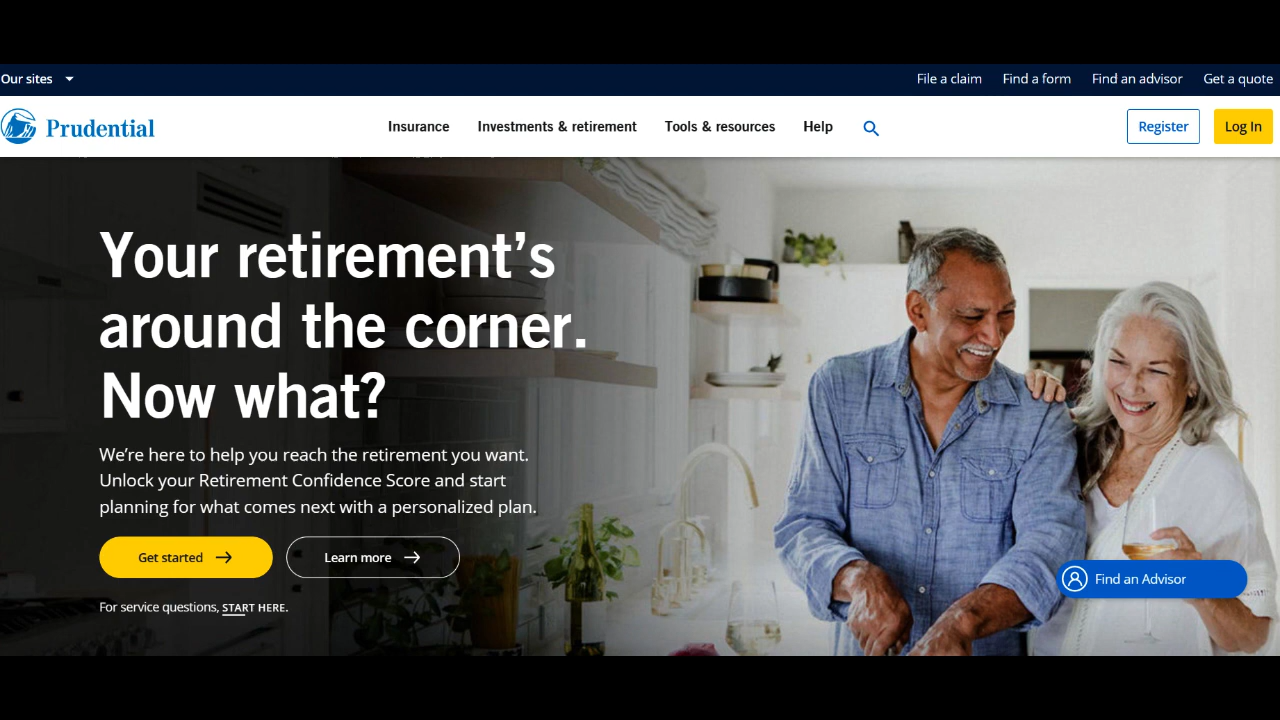 Our sites
File a claim
Find a form
Find an advisor
Get a quote
Prudential
Insurance
Investments & retirement
Tools & resources
Help
Register
Log In
Your retirement’s
around the corner.
Now what?
We’re here to help you reach the retirement you want.
Unlock your Retirement Confidence Score and start
planning for what comes next with a personalized plan.
Get started
Learn more
Find an Advisor
For service questions, START HERE.